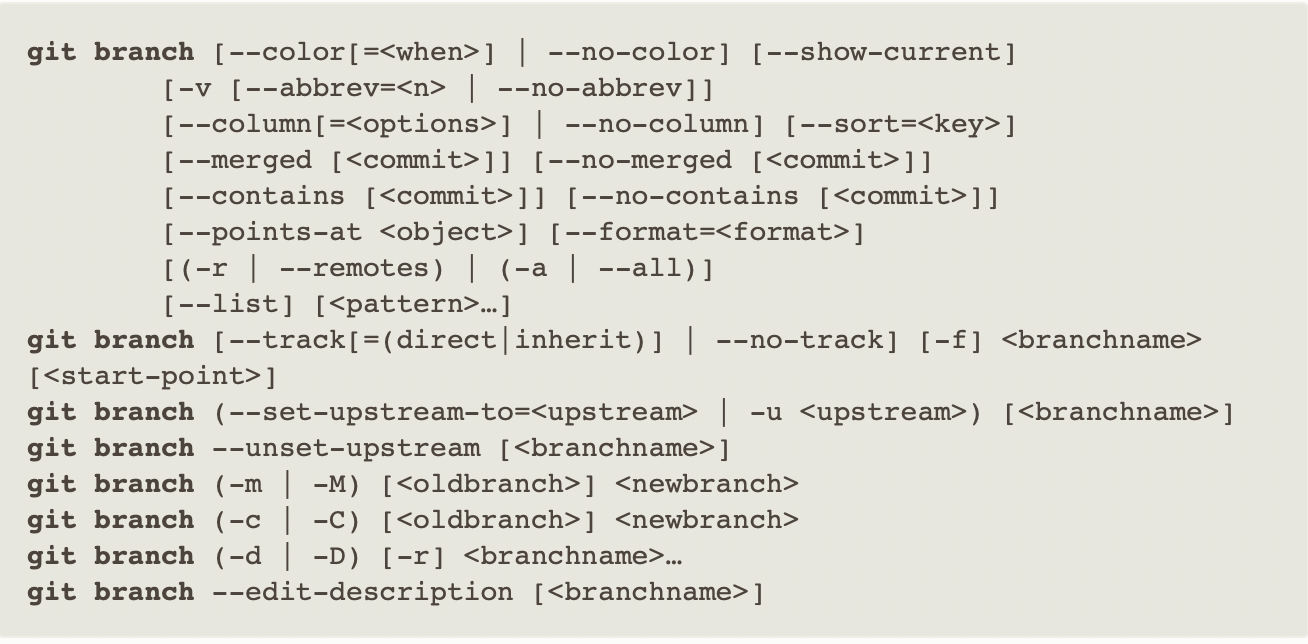 git branch [--color[=<when>] | --no-color] [--show-current]
[-v [--abbrev=<n> | --no-abbrev]]
[--column[=<options>] | --no-column] [--sort=<key>]
[--merged [<commit>]] [--no-merged [<commit>]]
[--contains [<commit>]] [--no-contains [<commit>]]
[--points-at <object>] [--format=<format>]
[(-r | --remotes) | (-a | --all)]
[--list] [<pattern>…]
git branch [--track[=(direct|inherit)] | --no-track] [-f] <branchname>
[<start-point>]
git branch (--set-upstream-to=<upstream> | -u <upstream>) [<branchname>]
git branch --unset-upstream [<branchname>]
git branch (-m | -M) [<oldbranch>] <newbranch>
git branch (-c | -C) [<oldbranch>] <newbranch>
git branch (-d | -D) [-r] <branchname>…
git branch --edit-description [<branchname>]